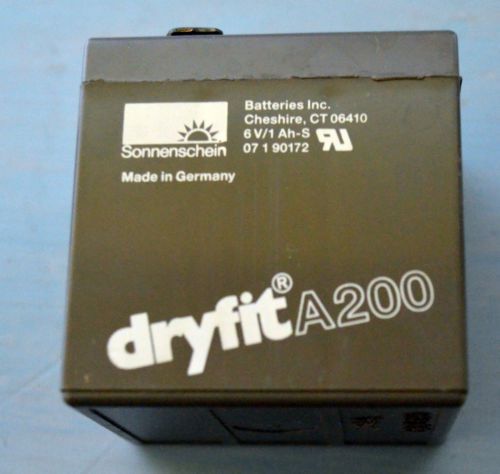 Sonnenschein
Batteries Inc.
Cheshire, CT 06410
6 V/1 Ah-S
07 1 90172
Made in Germany
dryfit® A200